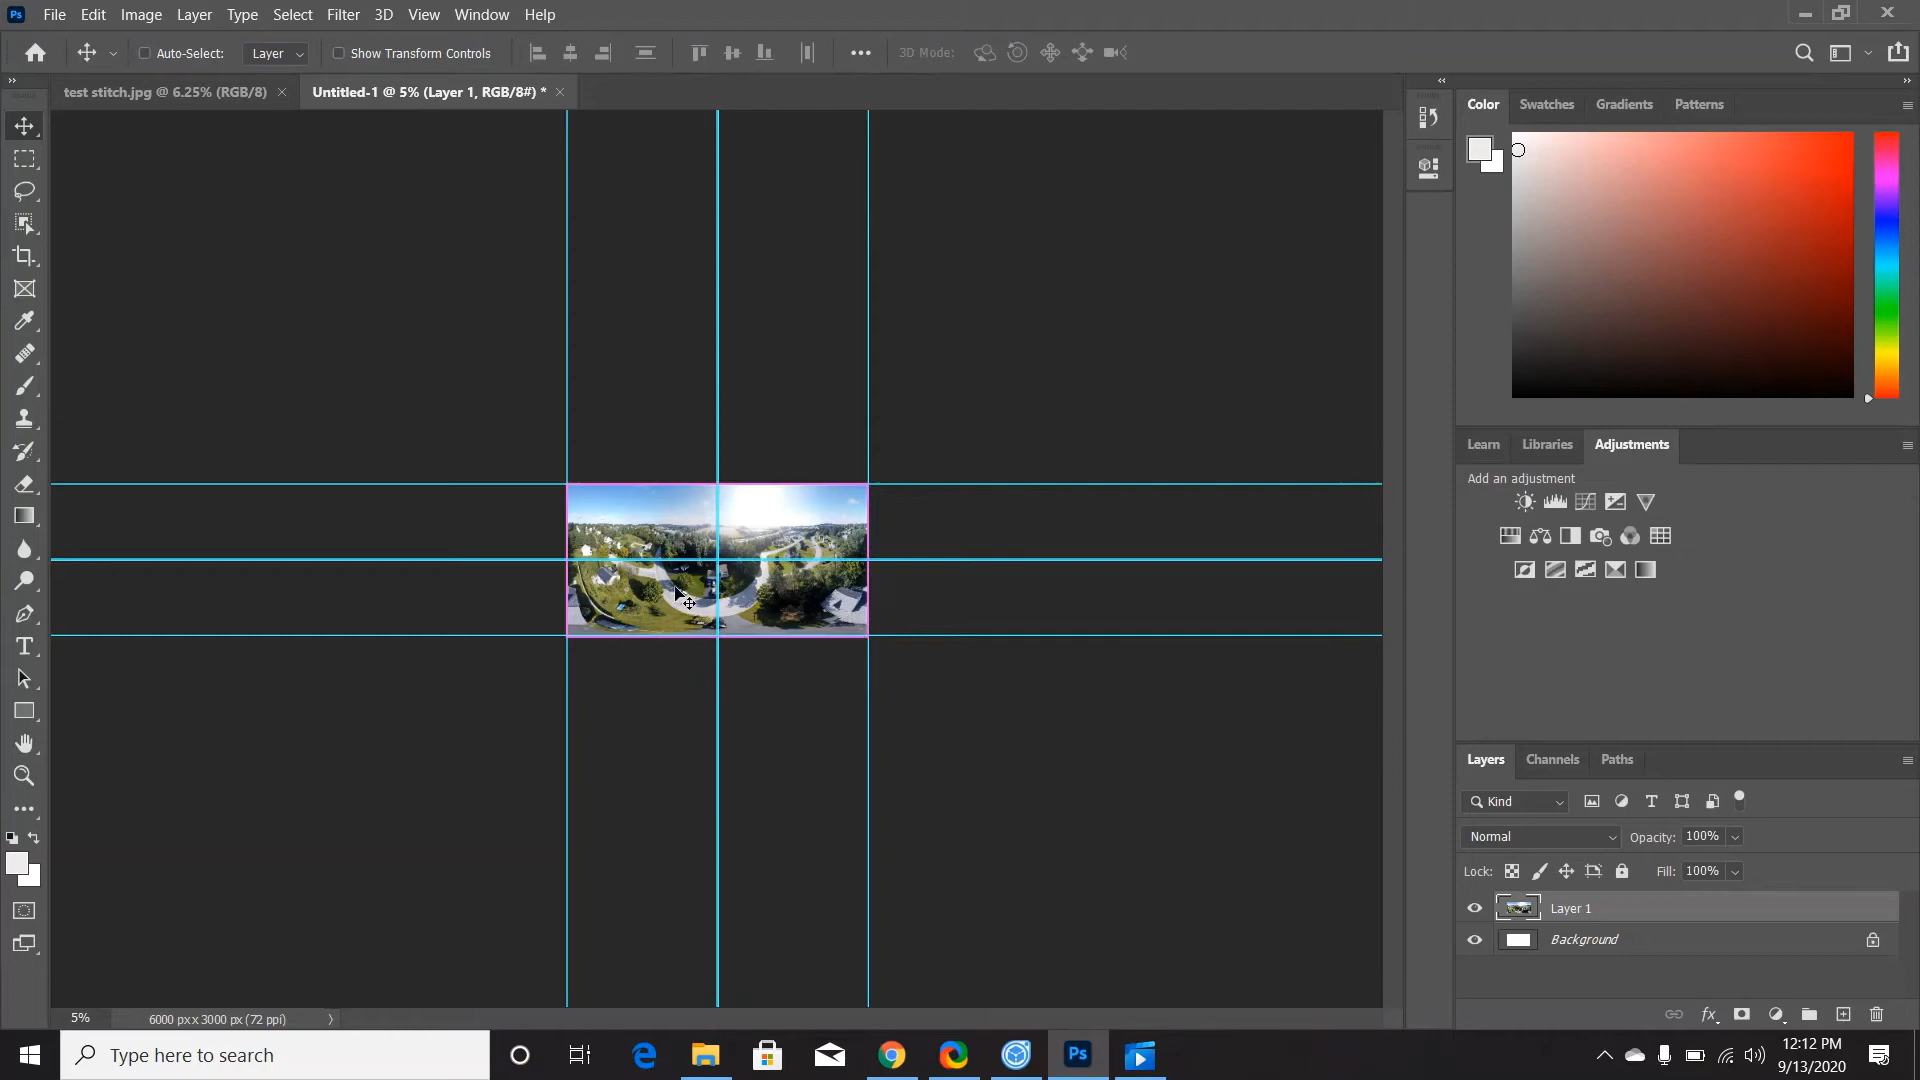 Ps File Edit Image Layer Type Select Filter 3D View Window Help
Auto-Select: Layer Show Transform Controls 3D Mode:
test stitch.jpg @ 6.25% (RGB/8) Untitled-1 @ 5% (Layer 1, RGB/8#) *
Color Swatches Gradients Patterns
Learn Libraries Adjustments
Add an adjustment
Layers Channels Paths
Kind
Normal Opacity: 100%
Lock: Fill: 100%
Layer 1
Background
5% 6000 px x 3000 px (72 ppi)
Type here to search
Ps
12:12 PM
9/13/2020